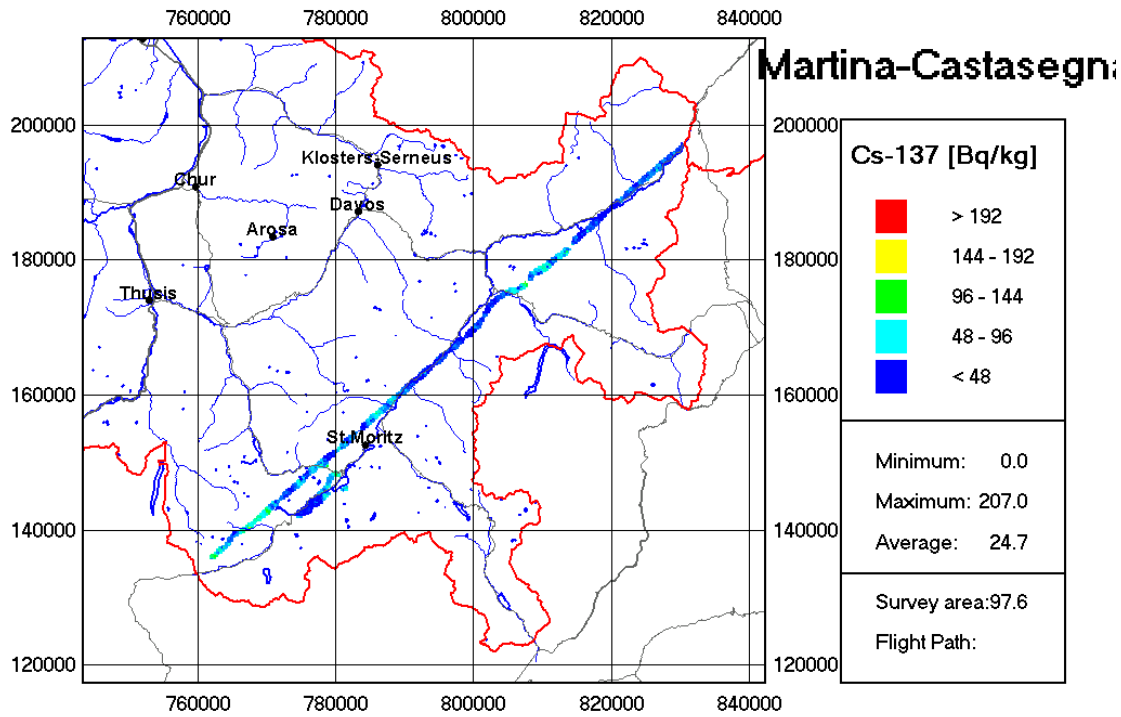 760000 780000 800000 820000 840000
Martina-Castasegna
200000 200000
Cs-137 [Bq/kg]
Klosters-Serneus
Chur
Davos
> 192
Arosa
144 - 192
180000 180000
Thusis
96 - 144
48 - 96
< 48
160000 160000
St.Moritz
Minimum: 0.0
Maximum: 207.0
140000 140000
Average: 24.7
Survey area:97.6
Flight Path:
120000 120000
760000 780000 800000 820000 840000